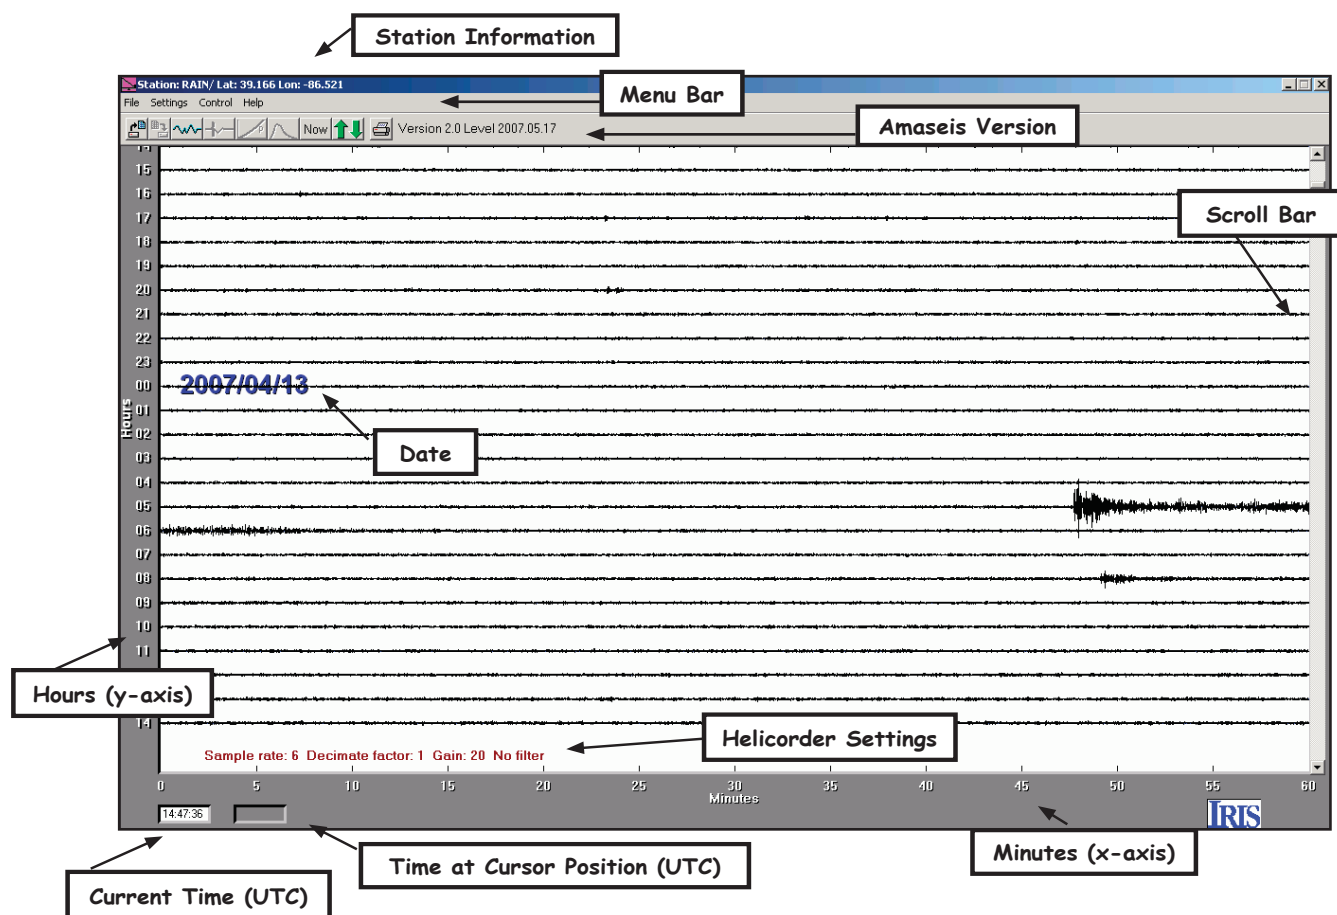 Station Information
Station: RAIN/ Lat: 39.166 Lon: -86.521
File Settings Control Help
Menu Bar
Now
Version 2.0 Level 2007.05.17
Amaseis Version
14
15
16
17
Scroll Bar
18
19
20
21
22
23
00
2007/04/13
Hours
01
02
Date
03
04
05
06
07
08
09
10
11
Hours (y-axis)
14
Helicorder Settings
Sample rate: 6 Decimate factor: 1 Gain: 20 No filter
0 5 10 15 20 25 30 35 40 45 50 55 60
Minutes
14:47:36
IRIS
Minutes (x-axis)
Time at Cursor Position (UTC)
Current Time (UTC)